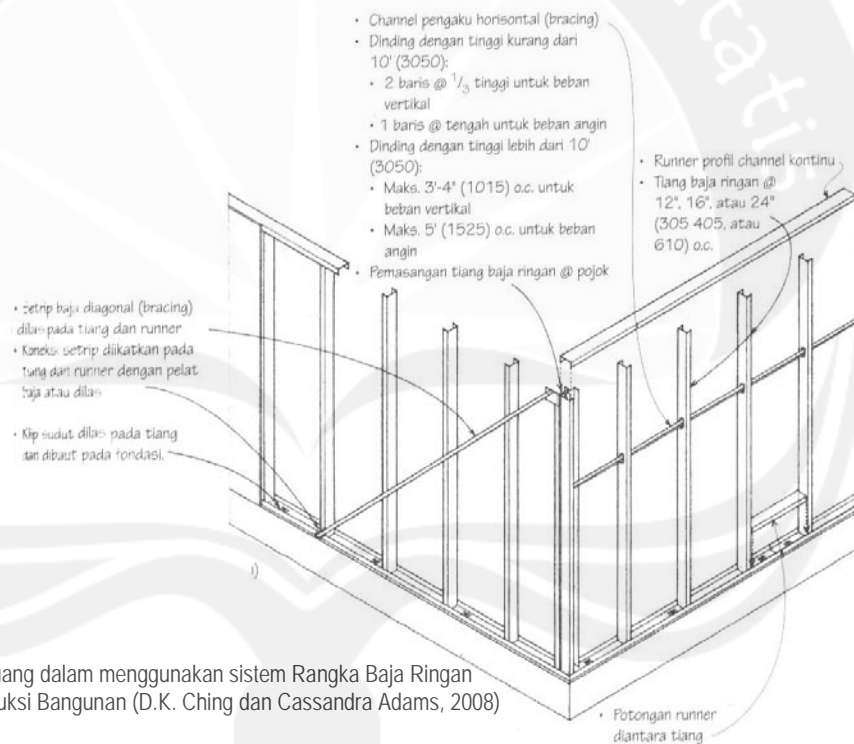 • Channel pengaku horisontal (bracing)
• Dinding dengan tinggi kurang dari
10' (3050):
• 2 baris @ 1/3 tinggi untuk beban
vertikal
• 1 baris @ tengah untuk beban angin
• Dinding dengan tinggi lebih dari 10'
(3050):
• Maks. 3'-4" (1015) o.c. untuk
beban vertikal
• Maks. 5' (1525) o.c. untuk beban
angin
• Pemasangan tiang baja ringan @ pojok
• Runner profil channel kontinu
• Tiang baja ringan @
12", 16", atau 24"
(305 405, atau
610) o.c.
• Setrip baja diagonal (bracing)
dilas pada tiang dan runner
• Koneksi setrip diikatkan pada
tiang dan runner dengan pelat
baja atau dilas
• Klip sudut dilas pada tiang
dan dibaut pada fondasi.
uang dalam menggunakan sistem Rangka Baja Ringan
uksi Bangunan (D.K. Ching dan Cassandra Adams, 2008)
• Potongan runner
diantara tiang